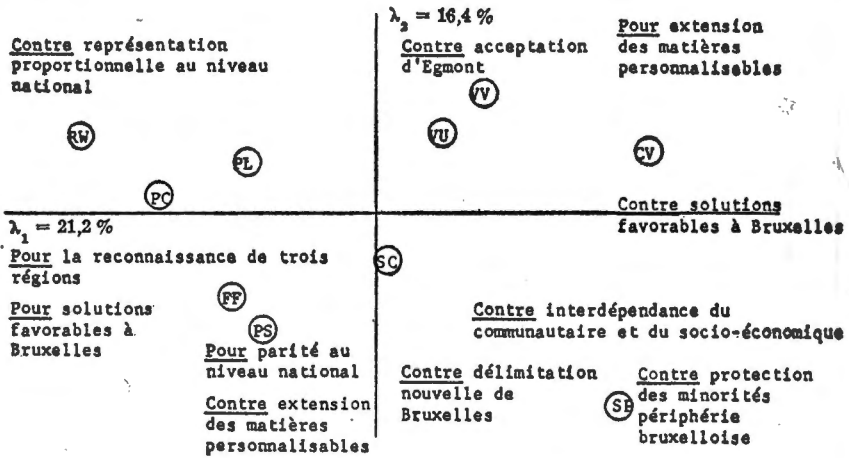 λ₂ = 16,4 %
Contre représentation
proportionnelle au niveau
national
Contre acceptation
d'Egmont
Pour extension
des matières
personnalisables
VV
RW
VU
PL
CV
PC
Contre solutions
favorables à Bruxelles
λ₁ = 21,2 %
Pour la reconnaissance de trois
régions
SC
FF
Pour solutions
favorables à
Bruxelles
PS
Pour parité au
niveau national
Contre extension
des matières
personnalisables
Contre interdépendance du
communautaire et du socio-économique
Contre délimitation
nouvelle de
Bruxelles
SB
Contre protection
des minorités
périphérie
bruxelloise